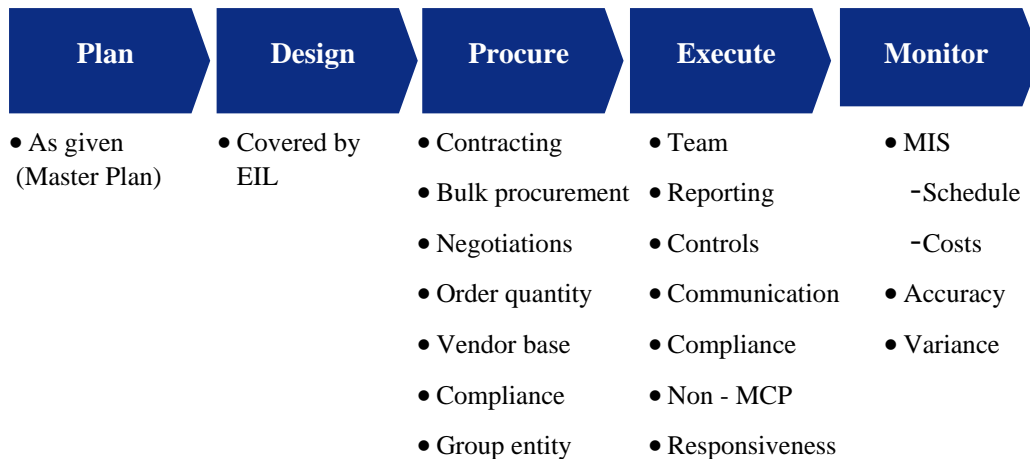 Plan
Design
Procure
Execute
Monitor
• As given
(Master Plan)
• Covered by
EIL
• Contracting
• Bulk procurement
• Negotiations
• Order quantity
• Vendor base
• Compliance
• Group entity
• Team
• Reporting
• Controls
• Communication
• Compliance
• Non - MCP
• Responsiveness
• MIS
-Schedule
-Costs
• Accuracy
• Variance